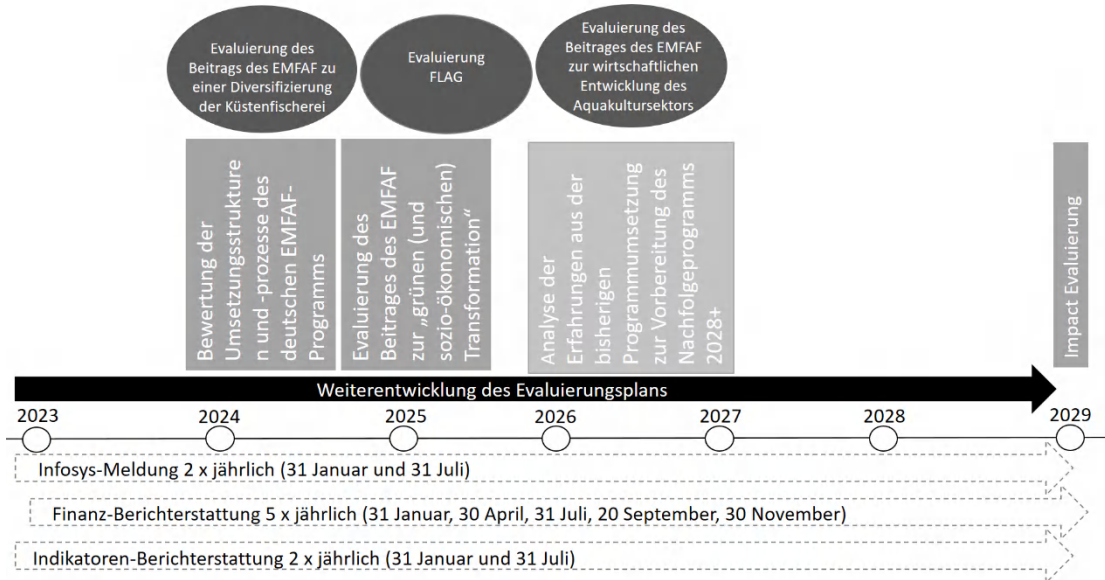 Evaluierung des
Beitrags des EMFAF zu
einer Diversifizierung
der Küstenfischerei
Evaluierung
FLAG
Evaluierung des
Beitrages des EMFAF
zur wirtschaftlichen
Entwicklung des
Aquakultursektors
Bewertung der
Umsetzungsstrukture
n und -prozesse des
deutschen EMFAF-
Programms
Evaluierung des
Beitrages des EMFAF
zur „grünen (und
sozio-ökonomischen)
Transformation“
Analyse der
Erfahrungen aus der
bisherigen
Programmumsetzung
zur Vorbereitung des
Nachfolgeprogramms
2028+
Impact Evaluierung
Weiterentwicklung des Evaluierungsplans
2023 2024 2025 2026 2027 2028 2029
Infosys-Meldung 2 x jährlich (31 Januar und 31 Juli)
Finanz-Berichterstattung 5 x jährlich (31 Januar, 30 April, 31 Juli, 20 September, 30 November)
Indikatoren-Berichterstattung 2 x jährlich (31 Januar und 31 Juli)